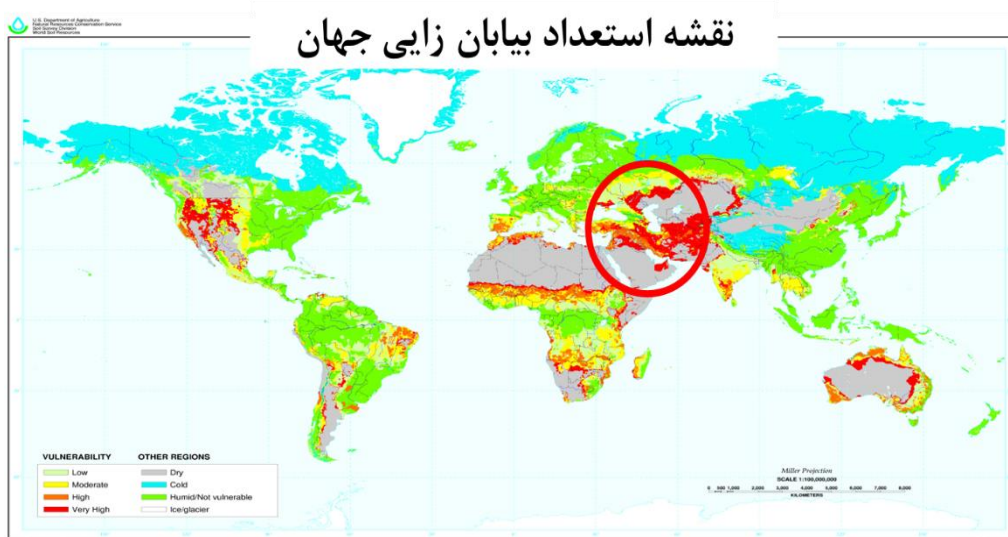 U.S. Department of Agriculture
Natural Resources Conservation Service
Soil Survey Division
World Soil Resources
نقشه استعداد بیابان زایی جهان
VULNERABILITY
Low
Moderate
High
Very High
OTHER REGIONS
Dry
Cold
Humid/Not vulnerable
Ice/glacier
Miller Projection
SCALE 1:100,000,000
0 500 1,000 2,000 3,000 4,000 5,000 6,000 7,000 8,000
KILOMETERS